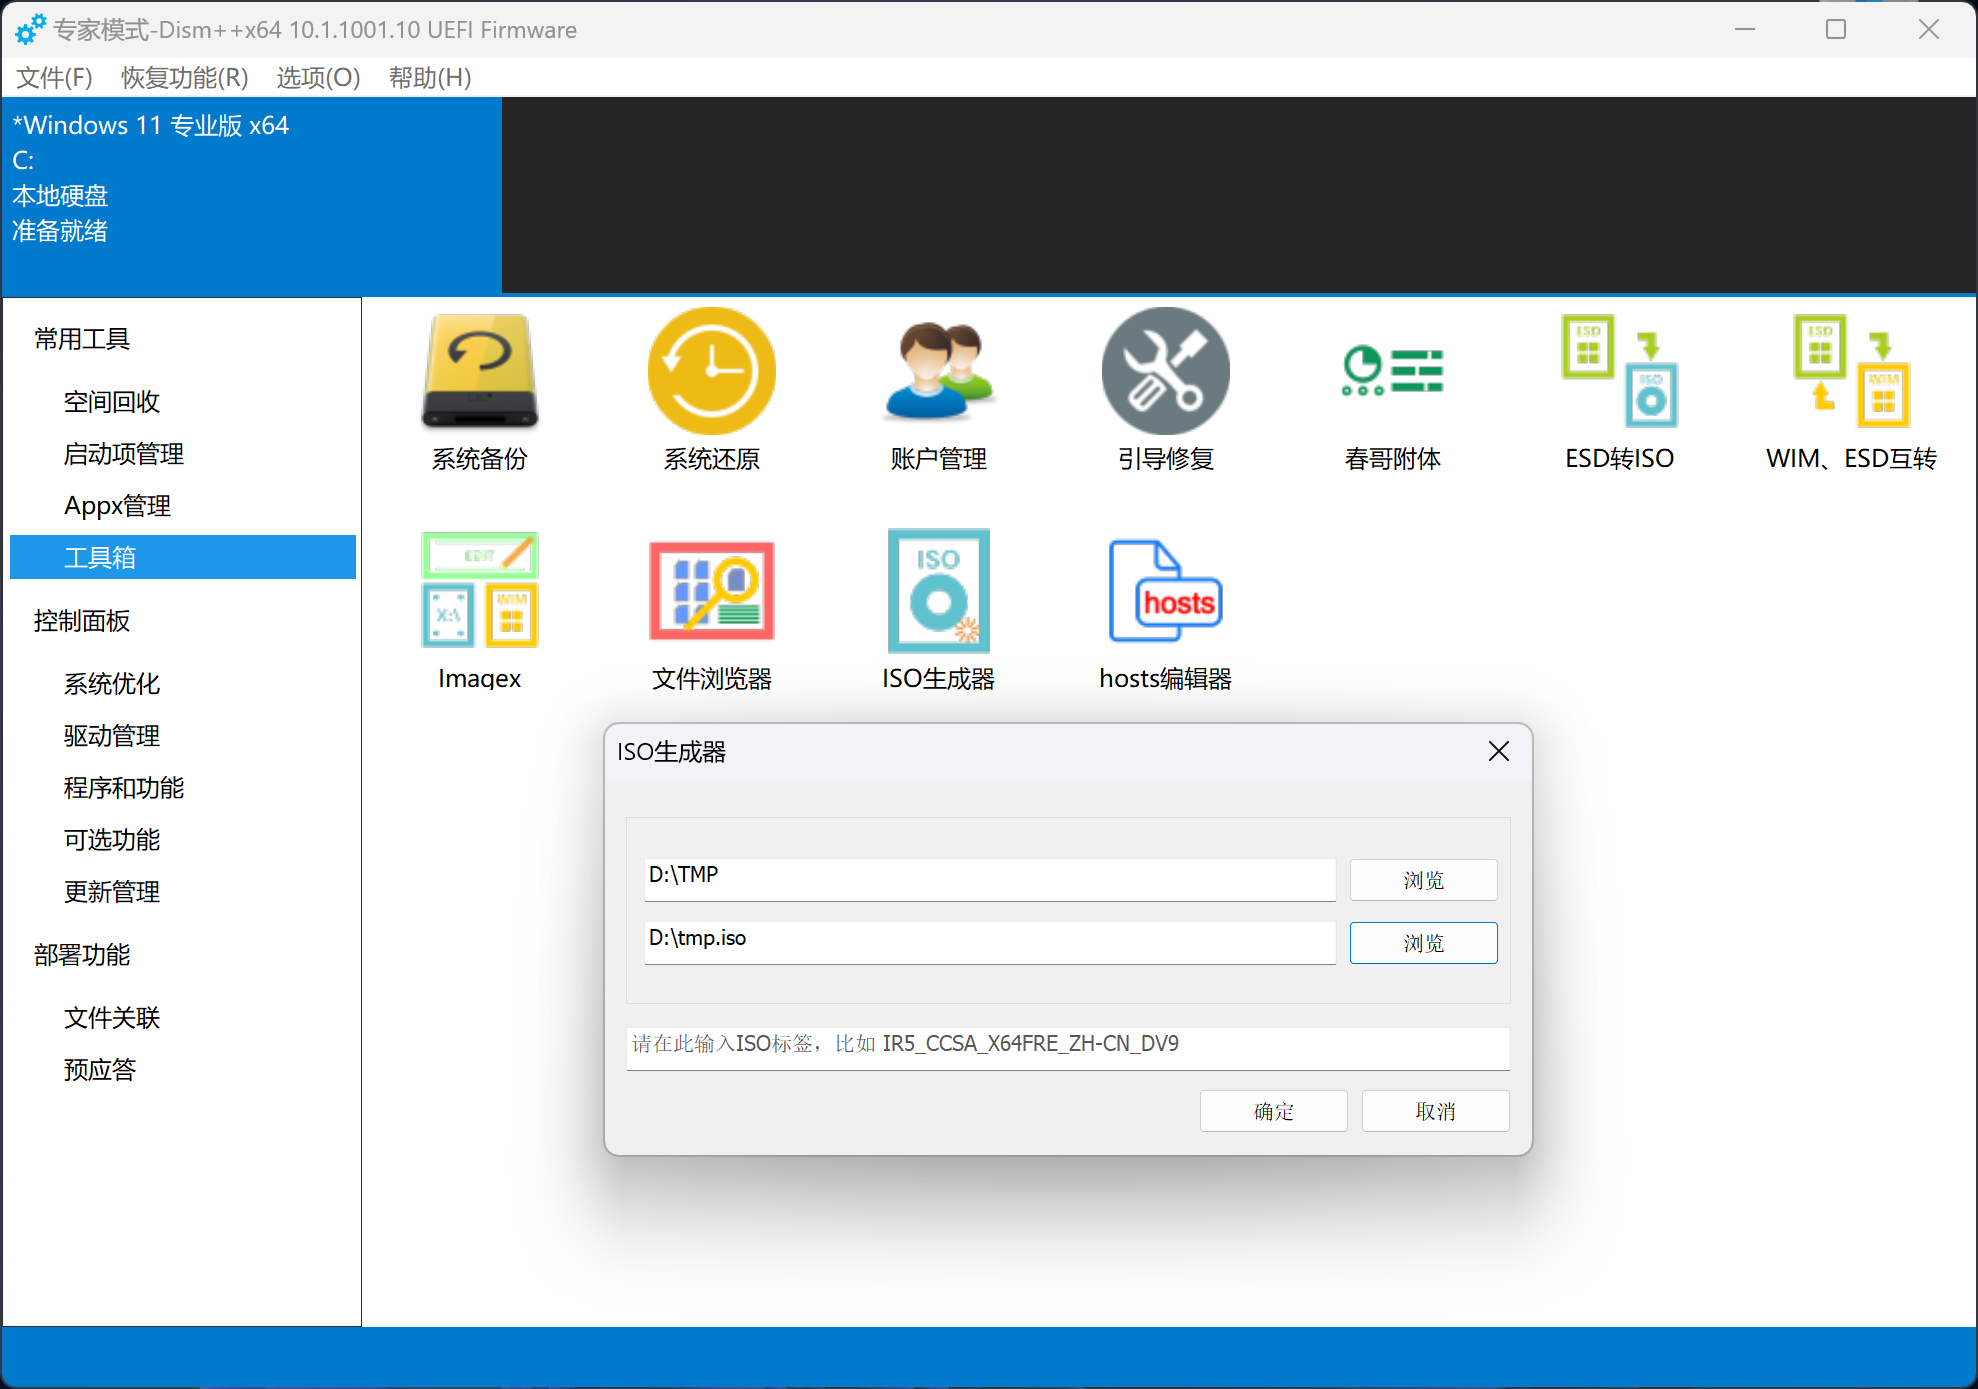 专家模式-Dism++x64 10.1.1001.10 UEFI Firmware
文件(F) 恢复功能(R) 选项(O) 帮助(H)
*Windows 11 专业版 x64
C:
本地硬盘
准备就绪
常用工具
空间回收
启动项管理
Appx管理
工具箱
控制面板
系统优化
驱动管理
程序和功能
可选功能
更新管理
部署功能
文件关联
预应答
ESD
ISO
ESD
WIM
系统备份 系统还原 账户管理 引导修复 春哥附体 ESD转ISO WIM、ESD互转
EDIT
X:\
WIM
ISO
hosts
Imagex 文件浏览器 ISO生成器 hosts编辑器
ISO生成器
D:\TMP 浏览
D:\tmp.iso 浏览
请在此输入ISO标签，比如 IR5_CCSA_X64FRE_ZH-CN_DV9
确定 取消